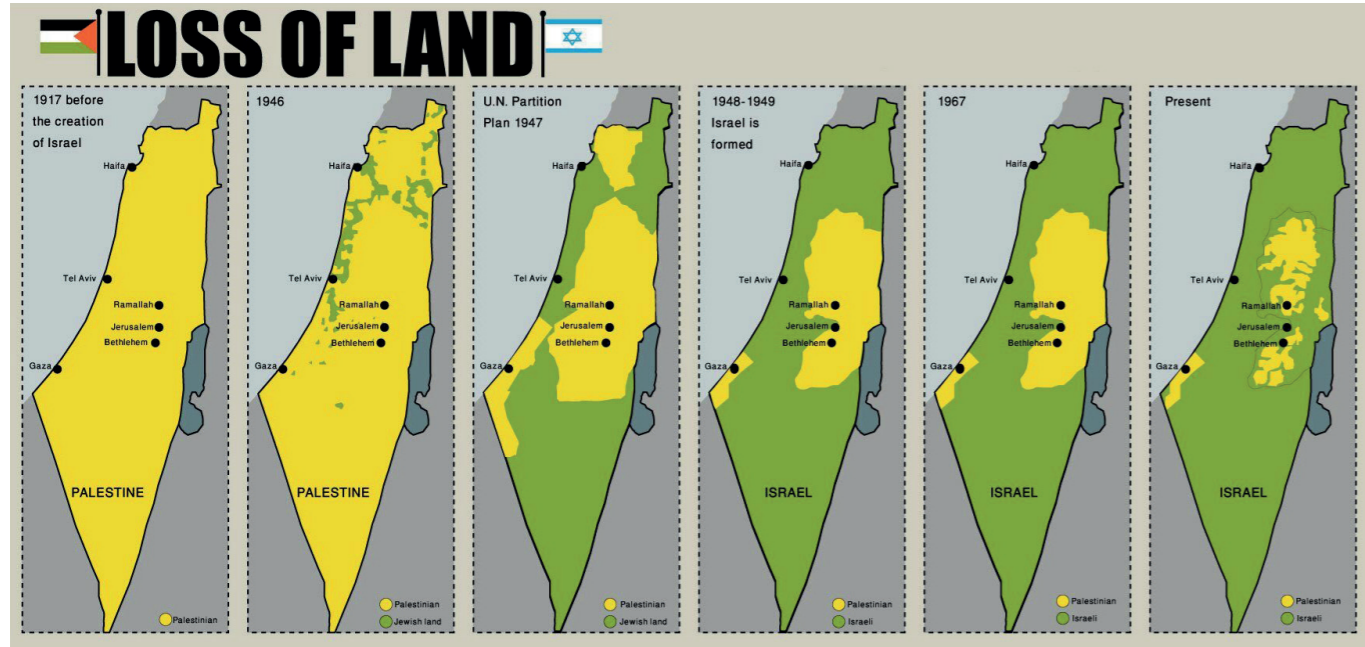 LOSS OF LAND
1917 before
the creation
of Israel
Haifa
Tel Aviv
Ramallah
Jerusalem
Bethlehem
Gaza
PALESTINE
Palestinian
1946
Haifa
Tel Aviv
Ramallah
Jerusalem
Bethlehem
Gaza
PALESTINE
Palestinian
Jewish land
U.N. Partition
Plan 1947
Haifa
Tel Aviv
Ramallah
Jerusalem
Bethlehem
Gaza
Palestinian
Jewish land
1948-1949
Israel is
formed
Haifa
Tel Aviv
Ramallah
Jerusalem
Bethlehem
Gaza
ISRAEL
Palestinian
Israeli
1967
Haifa
Tel Aviv
Ramallah
Jerusalem
Bethlehem
Gaza
ISRAEL
Palestinian
Israeli
Present
Haifa
Tel Aviv
Ramallah
Jerusalem
Bethlehem
Gaza
ISRAEL
Palestinian
Israeli